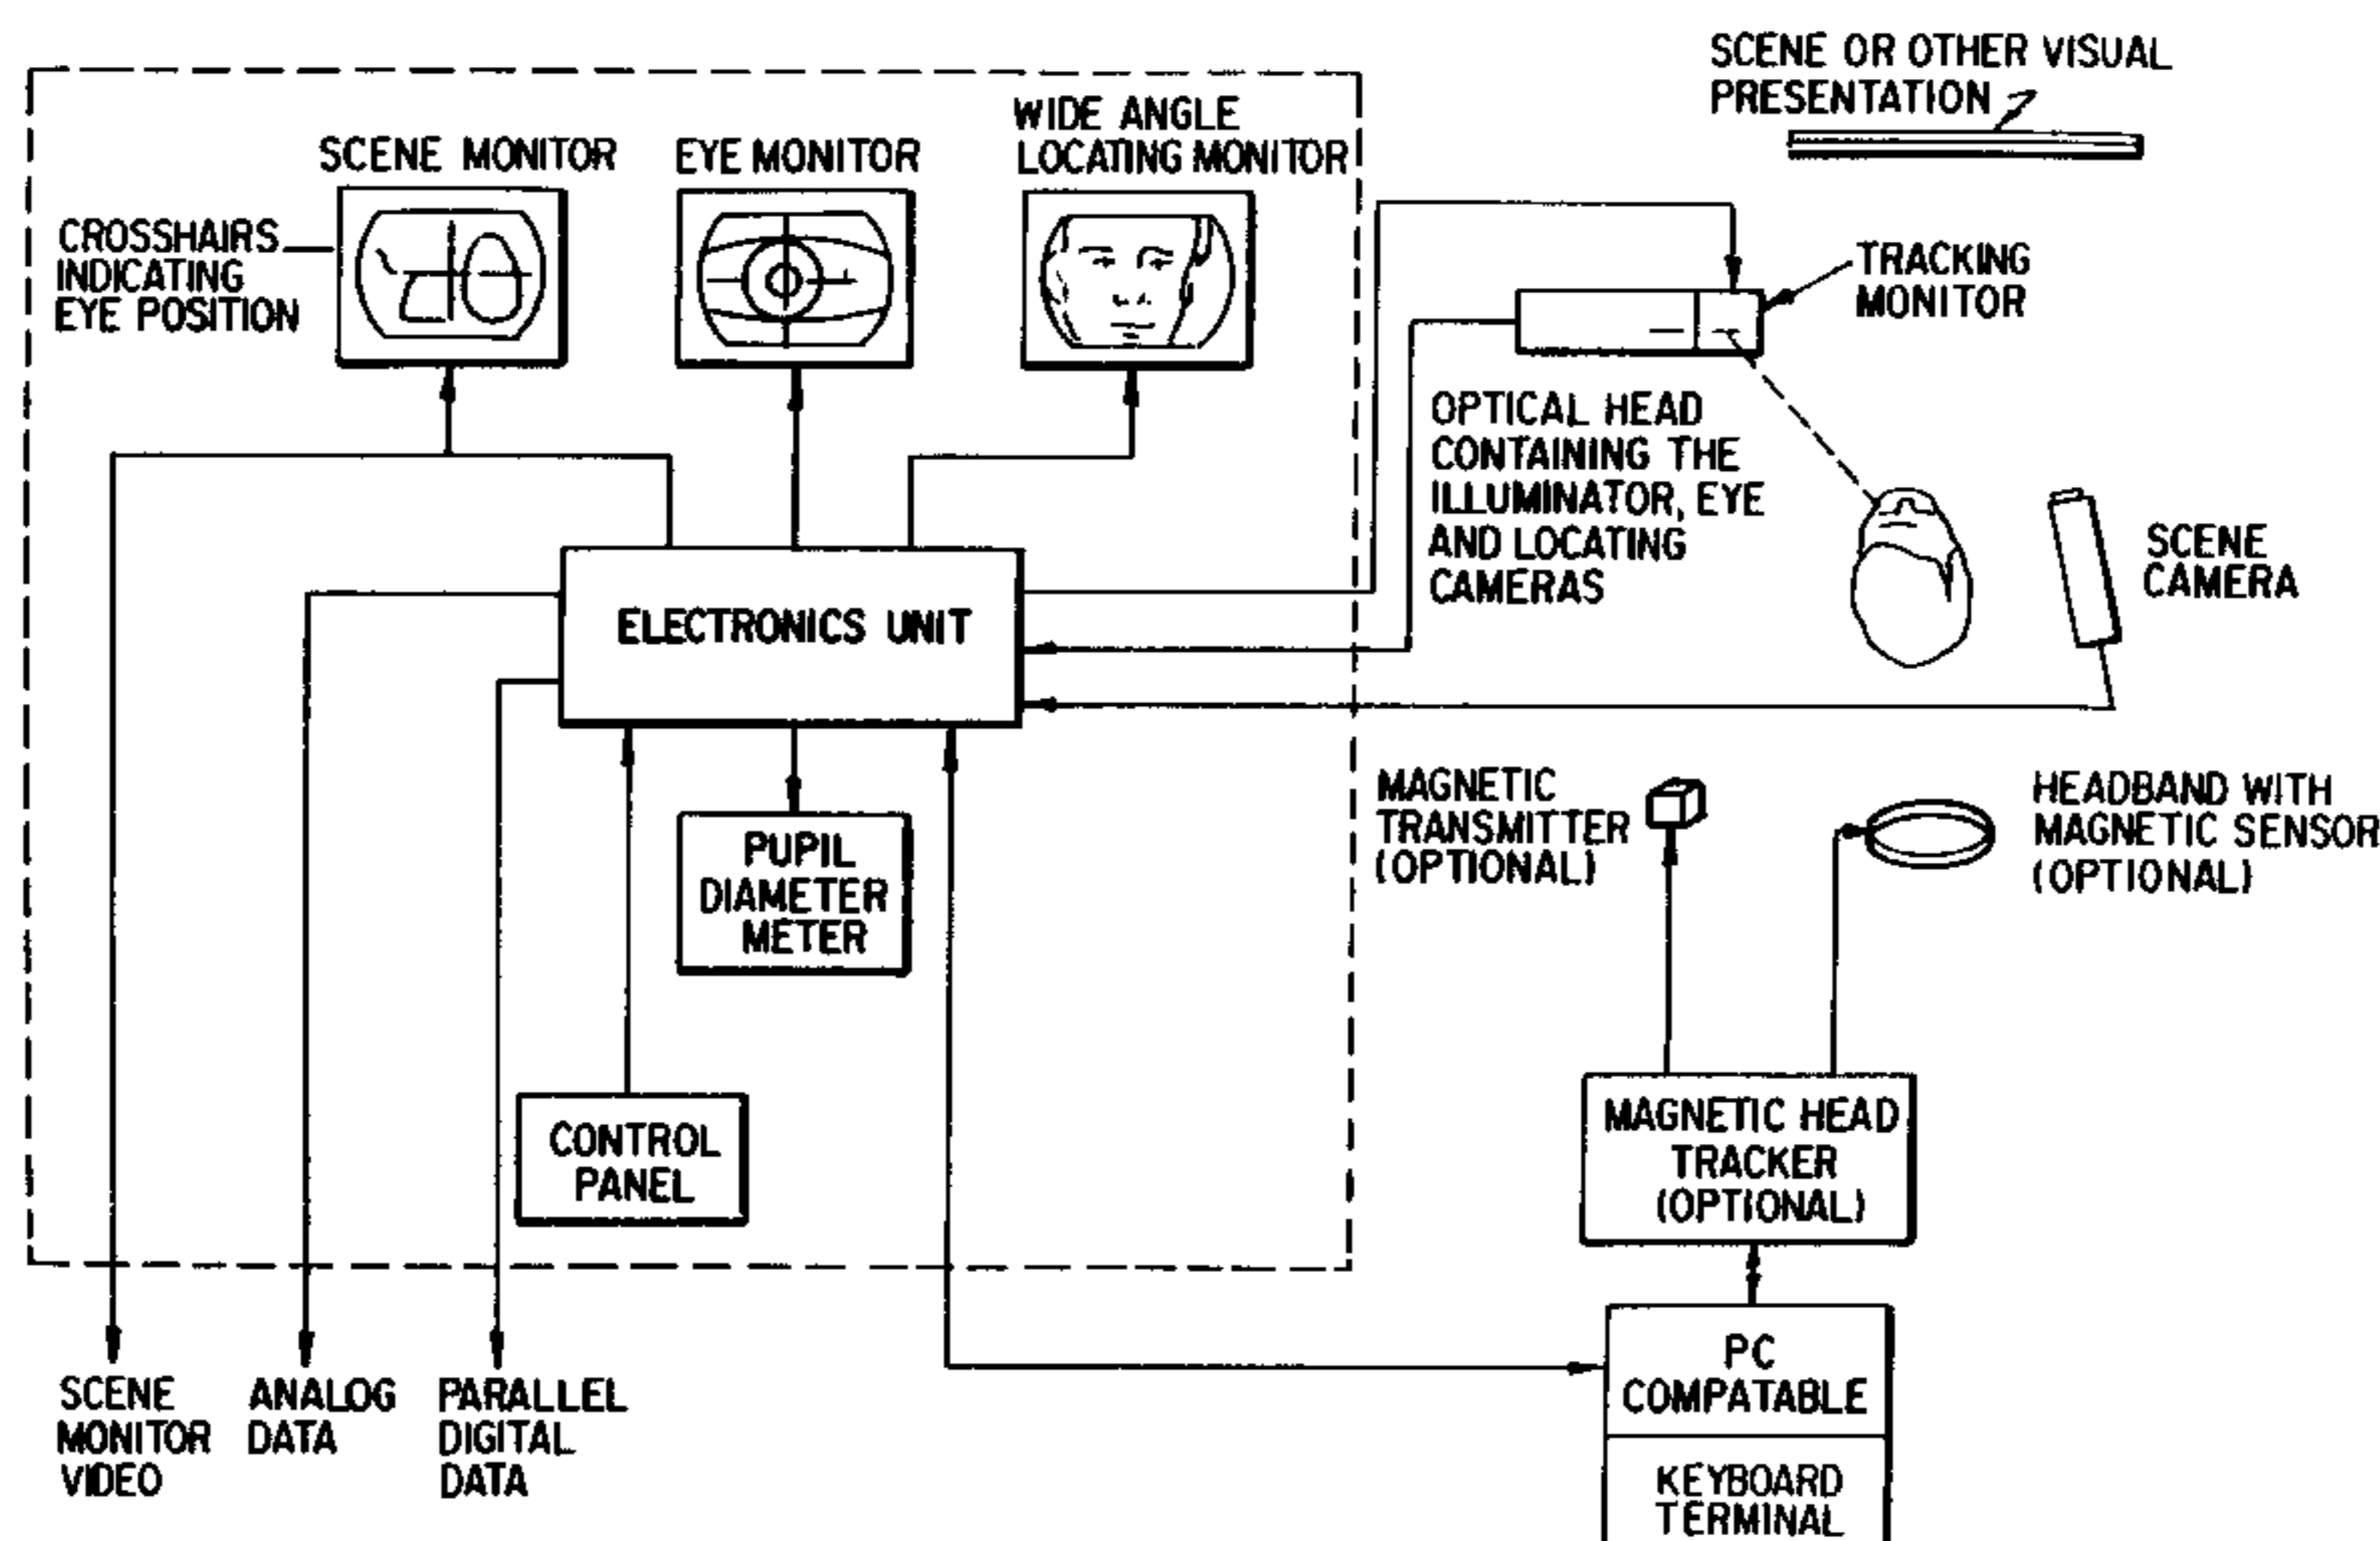 SCENE OR OTHER VISUAL
PRESENTATION
SCENE MONITOR
EYE MONITOR
WIDE ANGLE
LOCATING MONITOR
CROSSHAIRS
INDICATING
EYE POSITION
TRACKING
MONITOR
OPTICAL HEAD
CONTAINING THE
ILLUMINATOR, EYE
AND LOCATING
CAMERAS
SCENE
CAMERA
ELECTRONICS UNIT
MAGNETIC
TRANSMITTER
(OPTIONAL)
HEADBAND WITH
MAGNETIC SENSOR
(OPTIONAL)
PUPIL
DIAMETER
METER
CONTROL
PANEL
MAGNETIC HEAD
TRACKER
(OPTIONAL)
SCENE
MONITOR
VIDEO
ANALOG
DATA
PARALLEL
DIGITAL
DATA
PC
COMPATABLE
KEYBOARD
TERMINAL